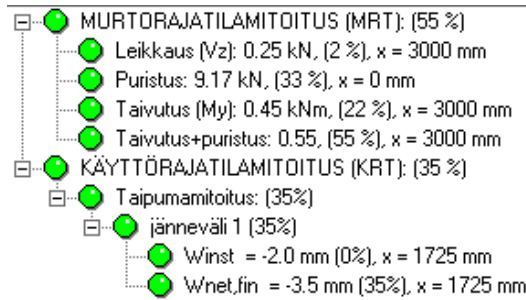 MURTORAJATILAMITOITUS (MRT): (55 %)
Leikkaus (Vz): 0.25 kN, (2 %), x = 3000 mm
Puristus: 9.17 kN, (33 %), x = 0 mm
Taivutus (My): 0.45 kNm, (22 %), x = 3000 mm
Taivutus+puristus: 0.55, (55 %), x = 3000 mm
KÄYTTÖRAJATILAMITOITUS (KRT): (35 %)
Taipumamitoitus: (35%)
jänneväli 1 (35%)
Winst = -2.0 mm (0%), x = 1725 mm
Wnet,fin = -3.5 mm (35%), x = 1725 mm